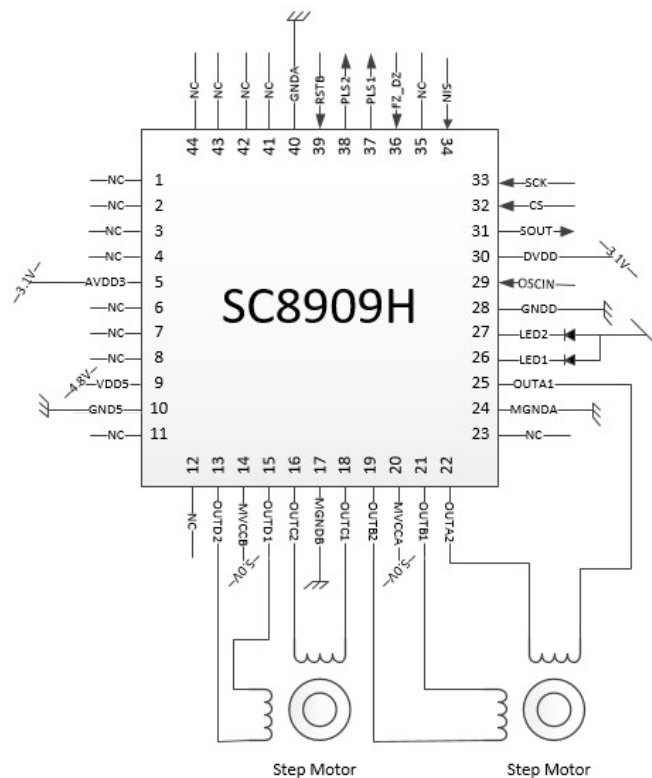 NC NC NC NC GNDA RSTB PLS2 PLS1 FZ_DZ NC SIN
44 43 42 41 40 39 38 37 36 35 34
NC 1 33 SCK
NC 2 32 CS
NC 3 31 SOUT
NC 4 30 DVDD 3.1V
3.1V AVDD3 5 29 OSCIN
SC8909H
NC 6 28 GNDD
NC 7 27 LED2
NC 8 26 LED1
4.8V VDD5 9 25 OUTA1
GND5 10 24 MGNDA
NC 11 23 NC
12 13 14 15 16 17 18 19 20 21 22
NC OUTD2 MVCCB OUTD1 OUTC2 MGNDB OUTC1 OUTB2 MVCCA OUTB1 OUTA2
5.0V 5.0V
Step Motor Step Motor